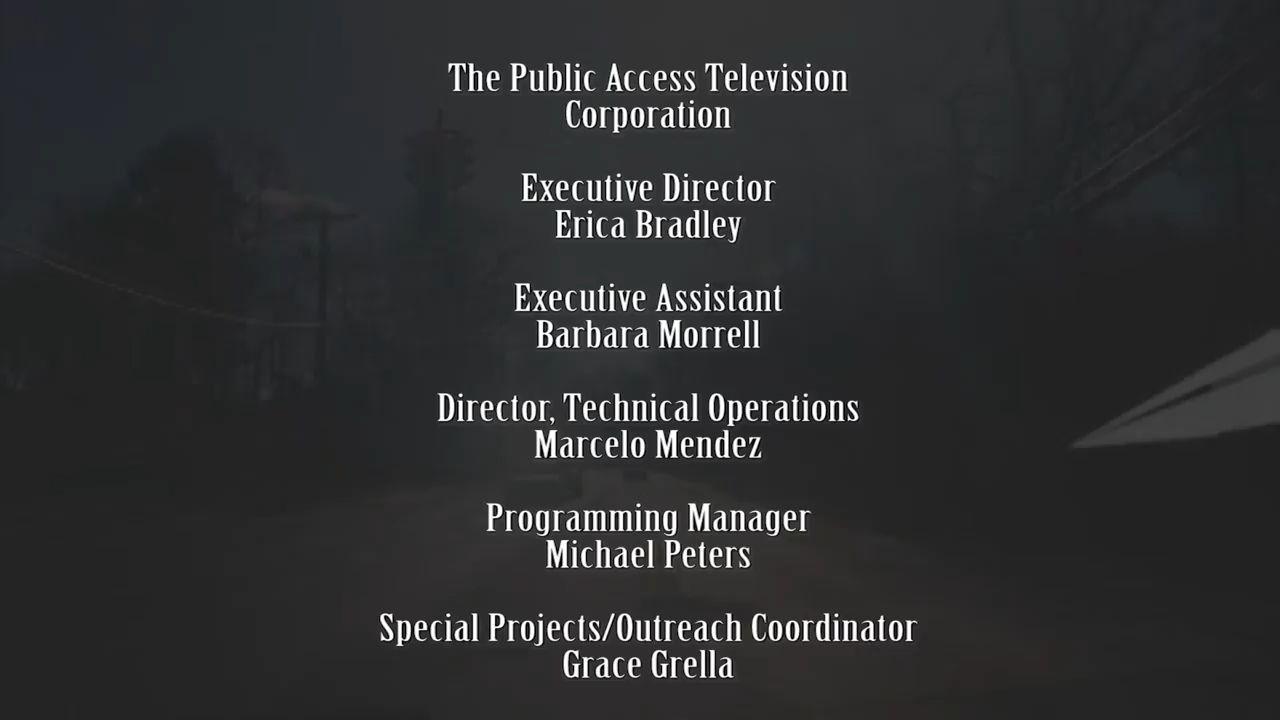 The Public Access Television
Corporation
Executive Director
Erica Bradley
Executive Assistant
Barbara Morrell
Director, Technical Operations
Marcelo Mendez
Programming Manager
Michael Peters
Special Projects/Outreach Coordinator
Grace Grella